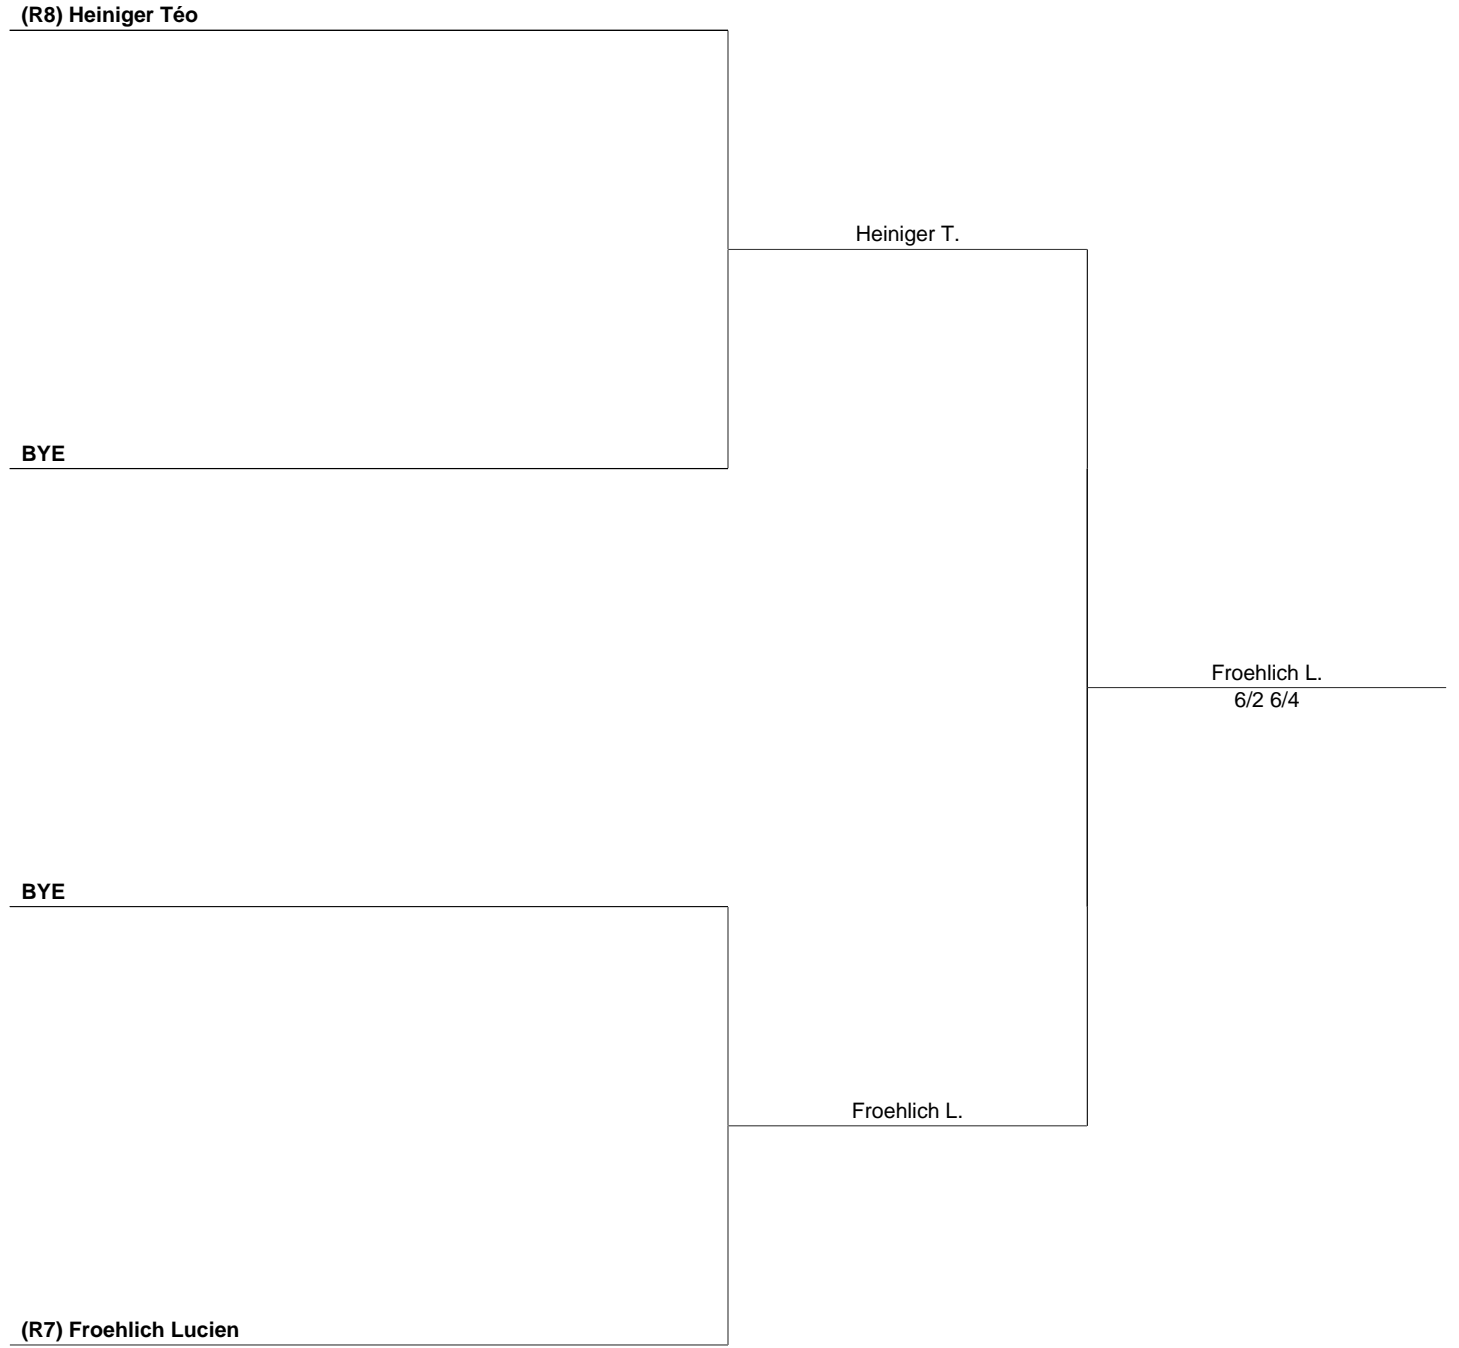 (R8) Heiniger Téo
Heiniger T.
BYE
Froehlich L.
6/2 6/4
BYE
Froehlich L.
(R7) Froehlich Lucien